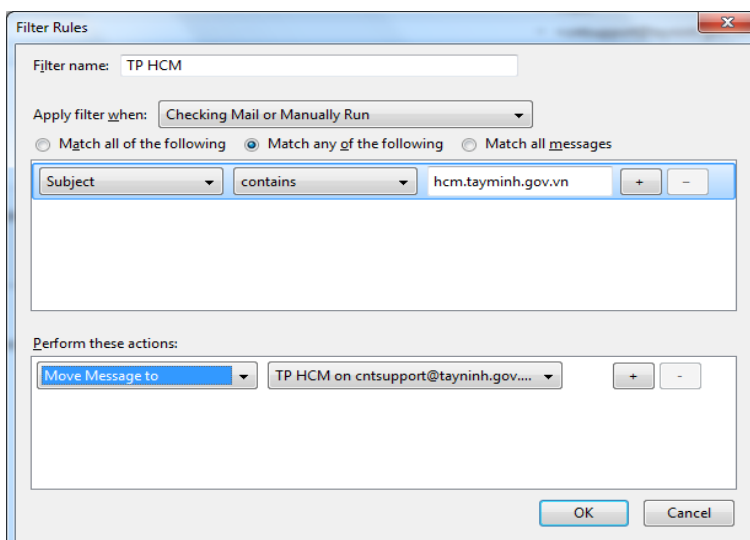 Filter Rules
Filter name: TP HCM
Apply filter when: Checking Mail or Manually Run
Match all of the following Match any of the following Match all messages
Subject contains hcm.tayminh.gov.vn + -
Perform these actions:
Move Message to TP HCM on cntsupport@tayninh.gov.... + -
OK Cancel